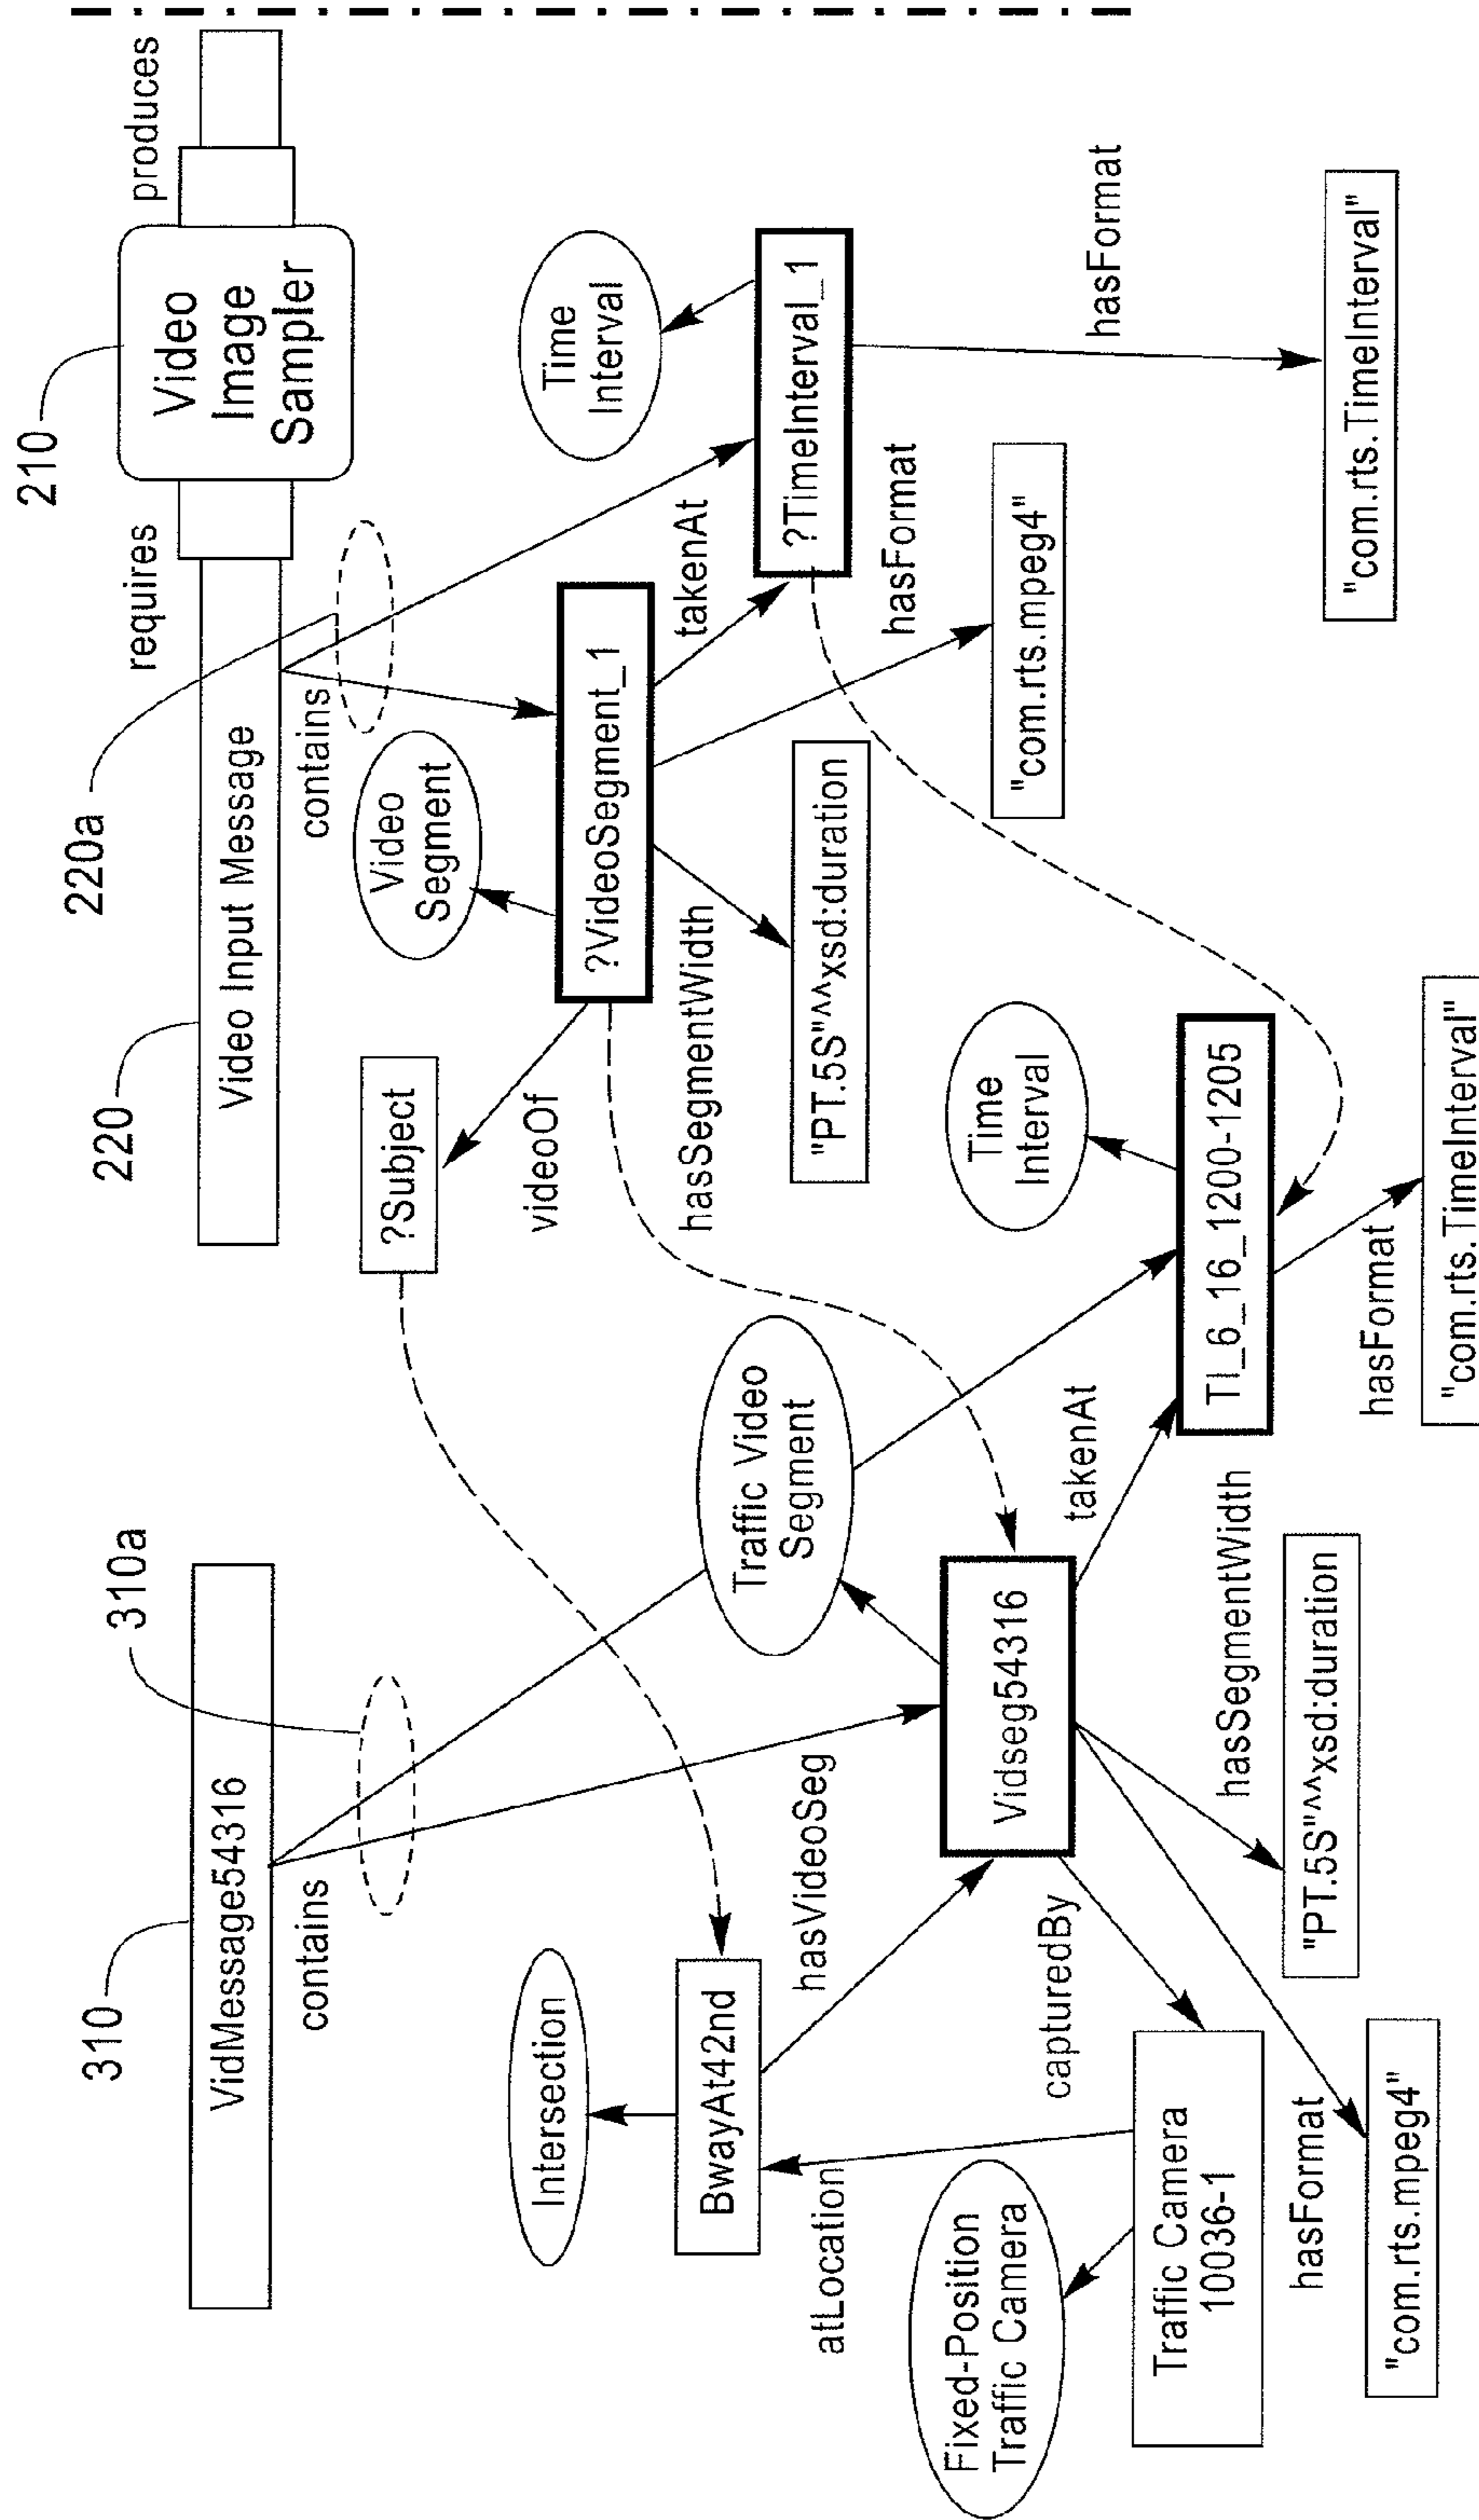 310
VidMessage54316
contains
310a
Intersection
BwayAt42nd
hasVideoSeg
atLocation
Fixed-Position
Traffic Camera
Traffic Camera
10036-1
capturedBy
Vidseg54316
Traffic Video
Segment
takenAt
hasFormat
"com.rts.mpeg4"
hasSegmentWidth
"PT.5S"^^xsd:duration
TI_6_16_1200-1205
Time
Interval
hasFormat
"com.rts.TimeInterval"
220
220a
210
Video Input Message
requires
Video
Image
Sampler
produces
contains
?Subject
videoOf
Video
Segment
?VideoSegment_1
hasSegmentWidth
"PT.5S"^^xsd:duration
takenAt
Time
Interval
?TimeInterval_1
hasFormat
"com.rts.mpeg4"
hasFormat
"com.rts.TimeInterval"